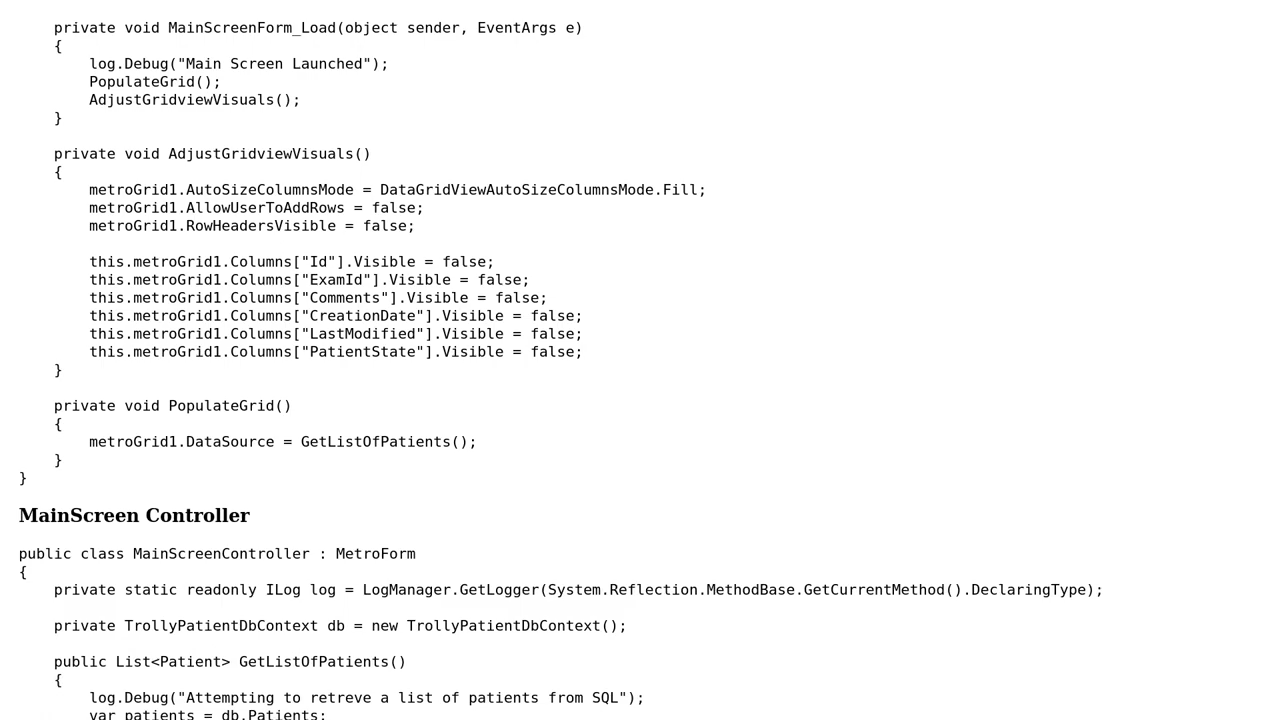 private void MainScreenForm_Load(object sender, EventArgs e)
{
log.Debug("Main Screen Launched");
PopulateGrid();
AdjustGridviewVisuals();
}
private void AdjustGridviewVisuals()
{
metroGrid1.AutoSizeColumnsMode = DataGridViewAutoSizeColumnsMode.Fill;
metroGrid1.AllowUserToAddRows = false;
metroGrid1.RowHeadersVisible = false;
this.metroGrid1.Columns["Id"].Visible = false;
this.metroGrid1.Columns["ExamId"].Visible = false;
this.metroGrid1.Columns["Comments"].Visible = false;
this.metroGrid1.Columns["CreationDate"].Visible = false;
this.metroGrid1.Columns["LastModified"].Visible = false;
this.metroGrid1.Columns["PatientState"].Visible = false;
}
private void PopulateGrid()
{
metroGrid1.DataSource = GetListOfPatients();
}
}
MainScreen Controller
public class MainScreenController : MetroForm
{
private static readonly ILog log = LogManager.GetLogger(System.Reflection.MethodBase.GetCurrentMethod().DeclaringType);
private TrollyPatientDbContext db = new TrollyPatientDbContext();
public List<Patient> GetListOfPatients()
{
log.Debug("Attempting to retreve a list of patients from SQL");
var patients = db.Patients;